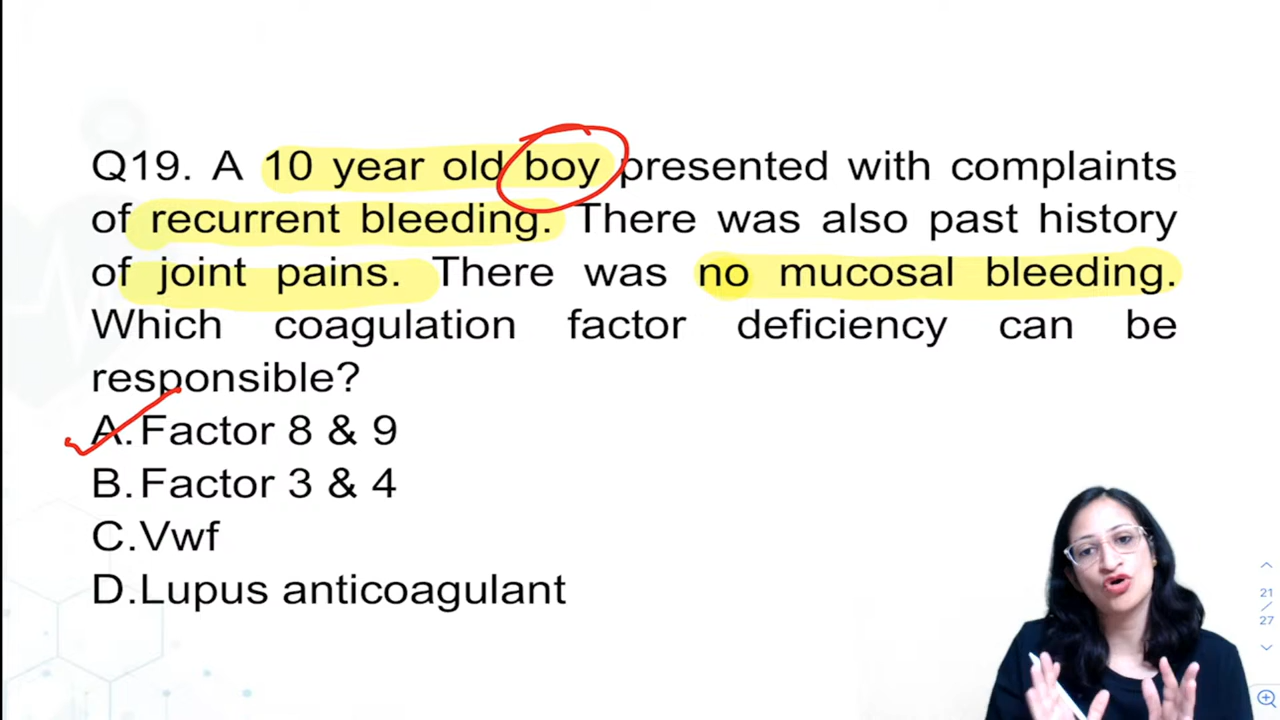 Q19. A 10 year old boy presented with complaints
of recurrent bleeding. There was also past history
of joint pains. There was no mucosal bleeding.
Which coagulation factor deficiency can be
responsible?
A.Factor 8 & 9
B.Factor 3 & 4
C.Vwf
D.Lupus anticoagulant
21
/
27